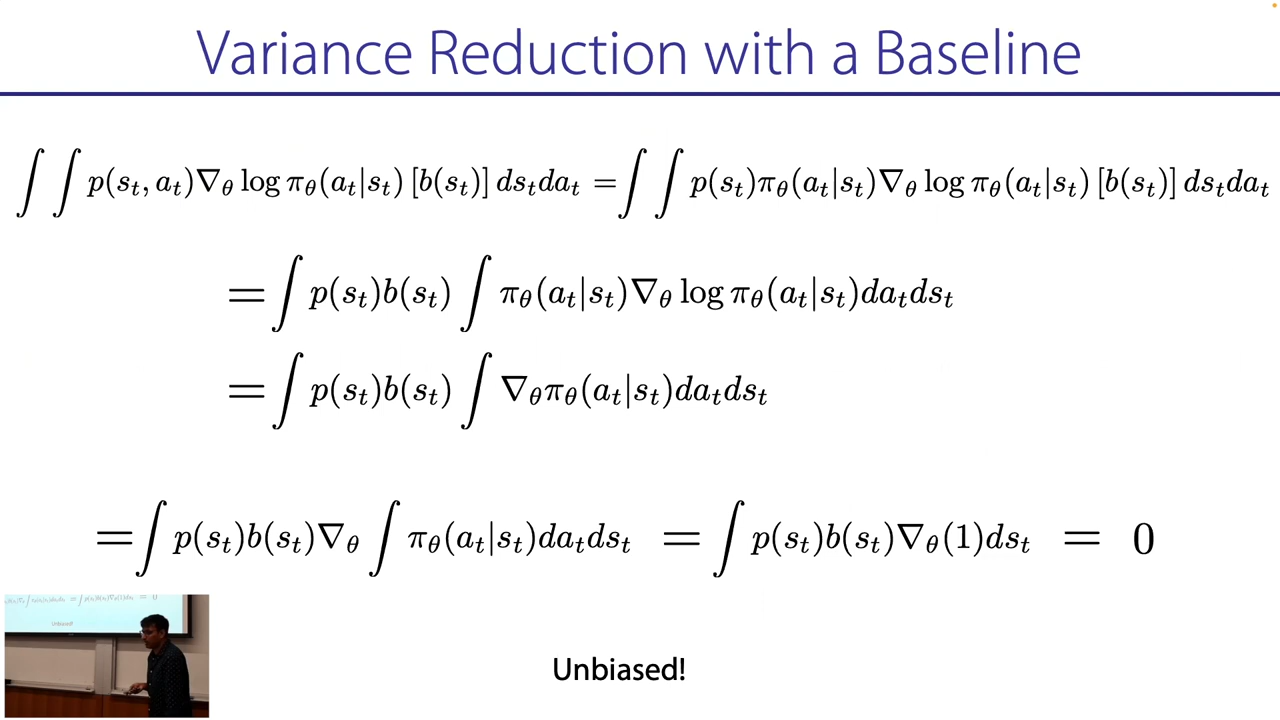 Variance Reduction with a Baseline
∫ ∫ p(s_t, a_t)∇_θ log π_θ(a_t|s_t) [b(s_t)] ds_t da_t = ∫ ∫ p(s_t)π_θ(a_t|s_t)∇_θ log π_θ(a_t|s_t) [b(s_t)] ds_t da_t
= ∫ p(s_t)b(s_t) ∫ π_θ(a_t|s_t)∇_θ log π_θ(a_t|s_t)da_t ds_t
= ∫ p(s_t)b(s_t) ∫ ∇_θ π_θ(a_t|s_t)da_t ds_t
= ∫ p(s_t)b(s_t)∇_θ ∫ π_θ(a_t|s_t)da_t ds_t = ∫ p(s_t)b(s_t)∇_θ(1)ds_t = 0
Unbiased!
Unbiased!